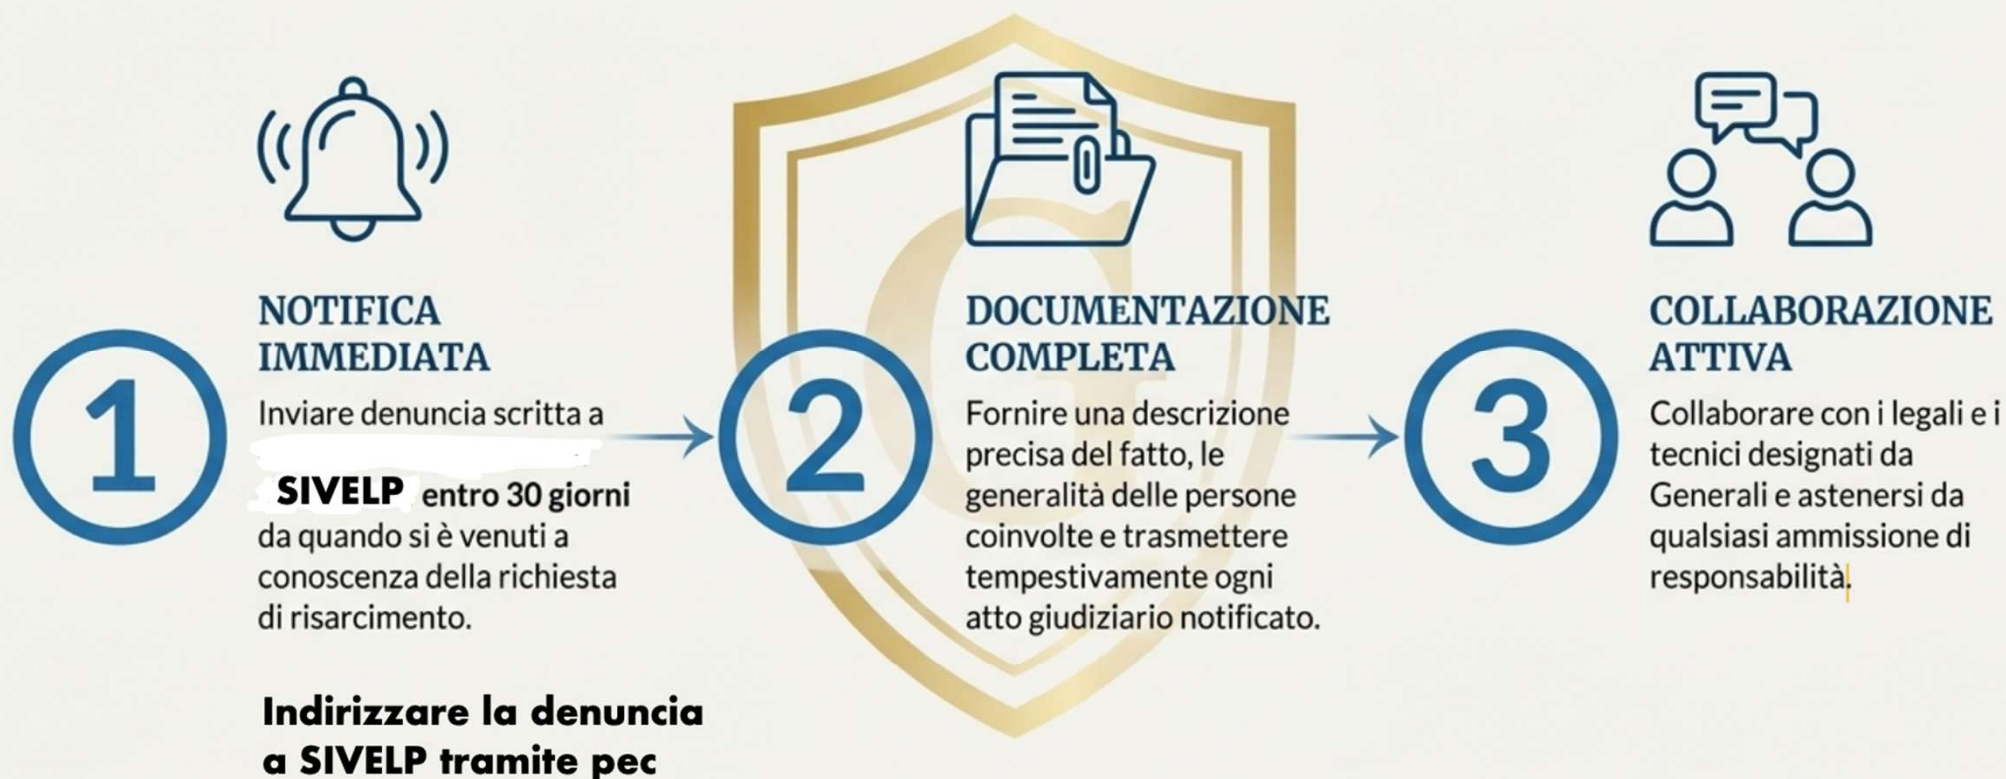 1
NOTIFICA
IMMEDIATA
Inviare denuncia scritta a
SIVELP entro 30 giorni
da quando si è venuti a
conoscenza della richiesta
di risarcimento.
Indirizzare la denuncia
a SIVELP tramite pec
G
2
DOCUMENTAZIONE
COMPLETA
Fornire una descrizione
precisa del fatto, le
generalità delle persone
coinvolte e trasmettere
tempestivamente ogni
atto giudiziario notificato.
3
COLLABORAZIONE
ATTIVA
Collaborare con i legali e i
tecnici designati da
Generali e astenersi da
qualsiasi ammissione di
responsabilità.